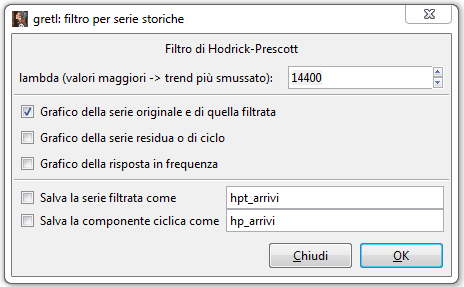 gretl: filtro per serie storiche
Filtro di Hodrick-Prescott
lambda (valori maggiori -> trend più smussato): 14400
Grafico della serie originale e di quella filtrata
Grafico della serie residua o di ciclo
Grafico della risposta in frequenza
Salva la serie filtrata come hpt_arrivi
Salva la componente ciclica come hp_arrivi
Chiudi OK